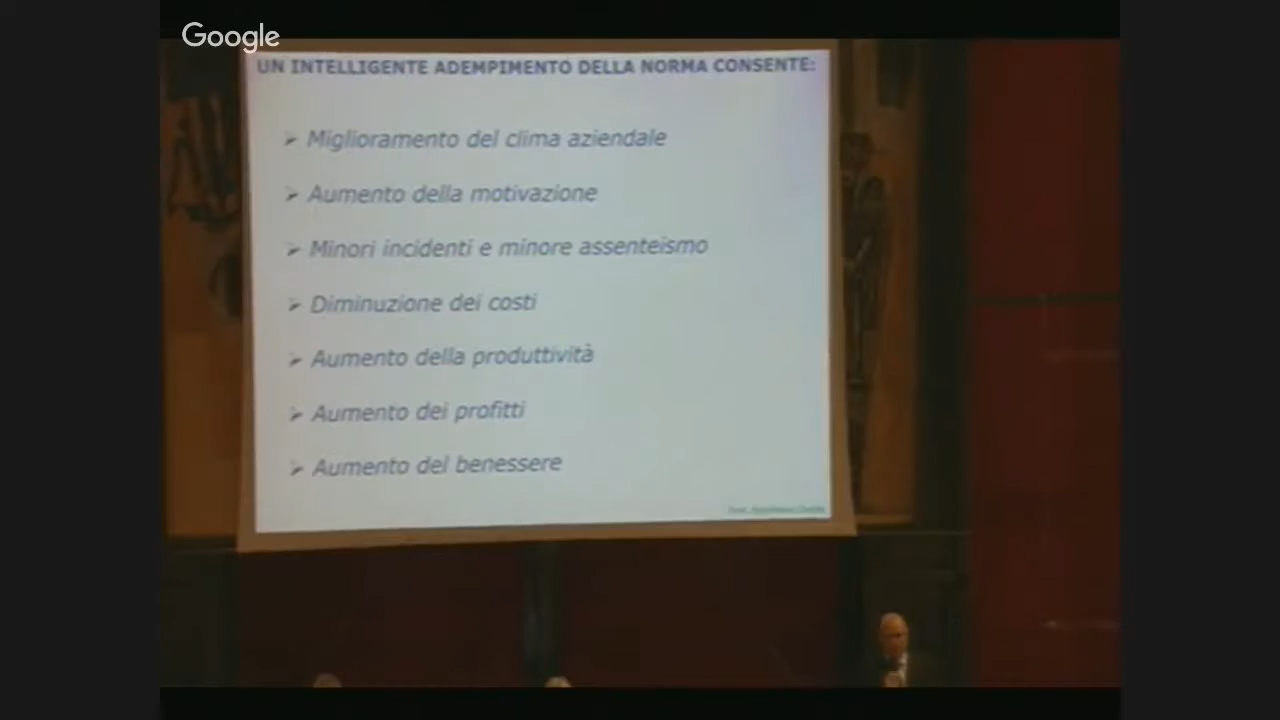 Google
UN INTELLIGENTE ADEMPIMENTO DELLA NORMA CONSENTE:
➢ Miglioramento del clima aziendale
➢ Aumento della motivazione
➢ Minori incidenti e minore assenteismo
➢ Diminuzione dei costi
➢ Aumento della produttività
➢ Aumento dei profitti
➢ Aumento del benessere